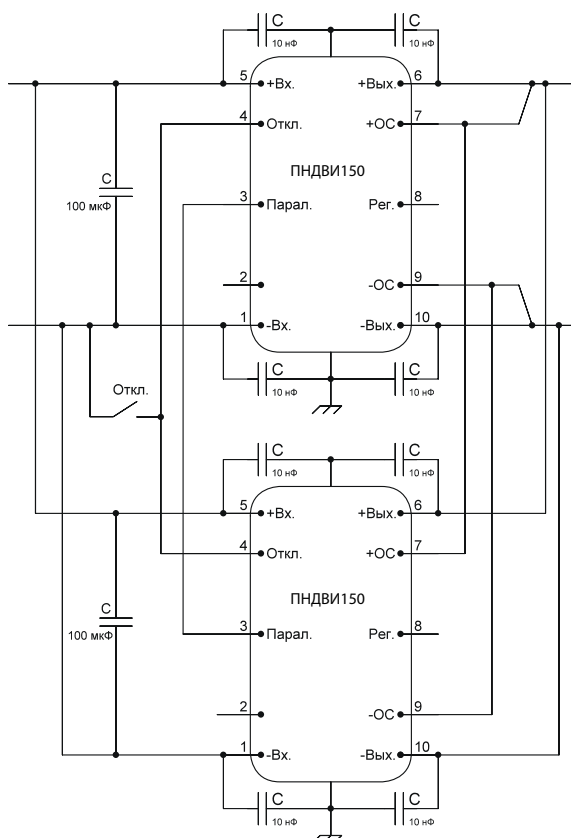 C C
10 нФ 10 нФ
5 +Вх. +Вых. 6
4 Откл. +ОС 7
ПНДВИ150
C
100 мкФ
3 Парал. Рег. 8
2 -ОС 9
1 -Вх. -Вых. 10
C C
10 нФ 10 нФ
Откл.
C C
10 нФ 10 нФ
5 +Вх. +Вых. 6
4 Откл. +ОС 7
ПНДВИ150
C
100 мкФ
3 Парал. Рег. 8
2 -ОС 9
1 -Вх. -Вых. 10
C C
10 нФ 10 нФ